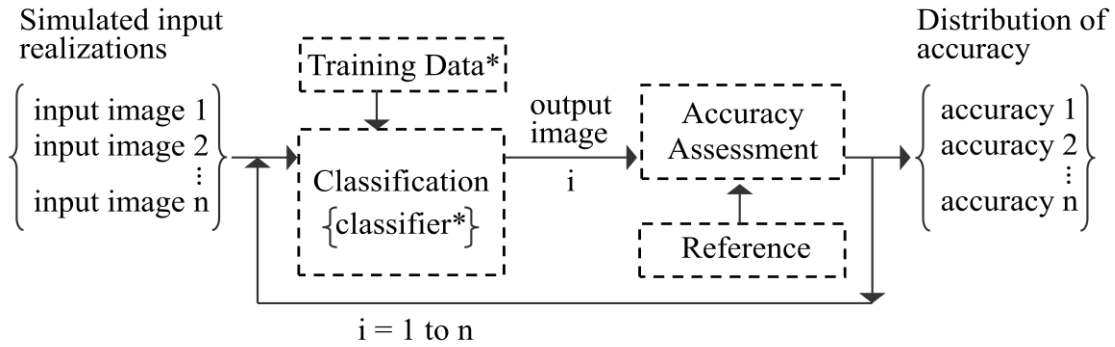 Simulated input
realizations
input image 1
input image 2
⋮
input image n
Training Data*
Classification
{classifier*}
output
image
i
Accuracy
Assessment
Reference
Distribution of
accuracy
accuracy 1
accuracy 2
⋮
accuracy n
i = 1 to n